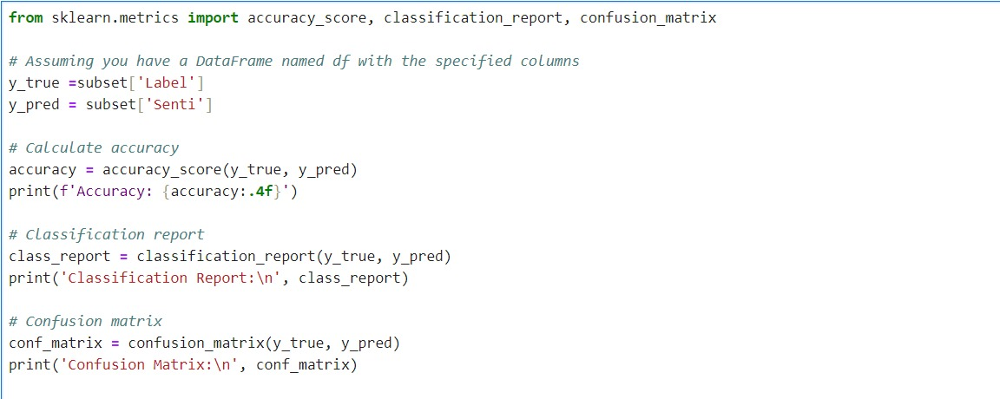 from sklearn.metrics import accuracy_score, classification_report, confusion_matrix
# Assuming you have a DataFrame named df with the specified columns
y_true =subset['Label']
y_pred = subset['Senti']
# Calculate accuracy
accuracy = accuracy_score(y_true, y_pred)
print(f'Accuracy: {accuracy:.4f}')
# Classification report
class_report = classification_report(y_true, y_pred)
print('Classification Report:\n', class_report)
# Confusion matrix
conf_matrix = confusion_matrix(y_true, y_pred)
print('Confusion Matrix:\n', conf_matrix)